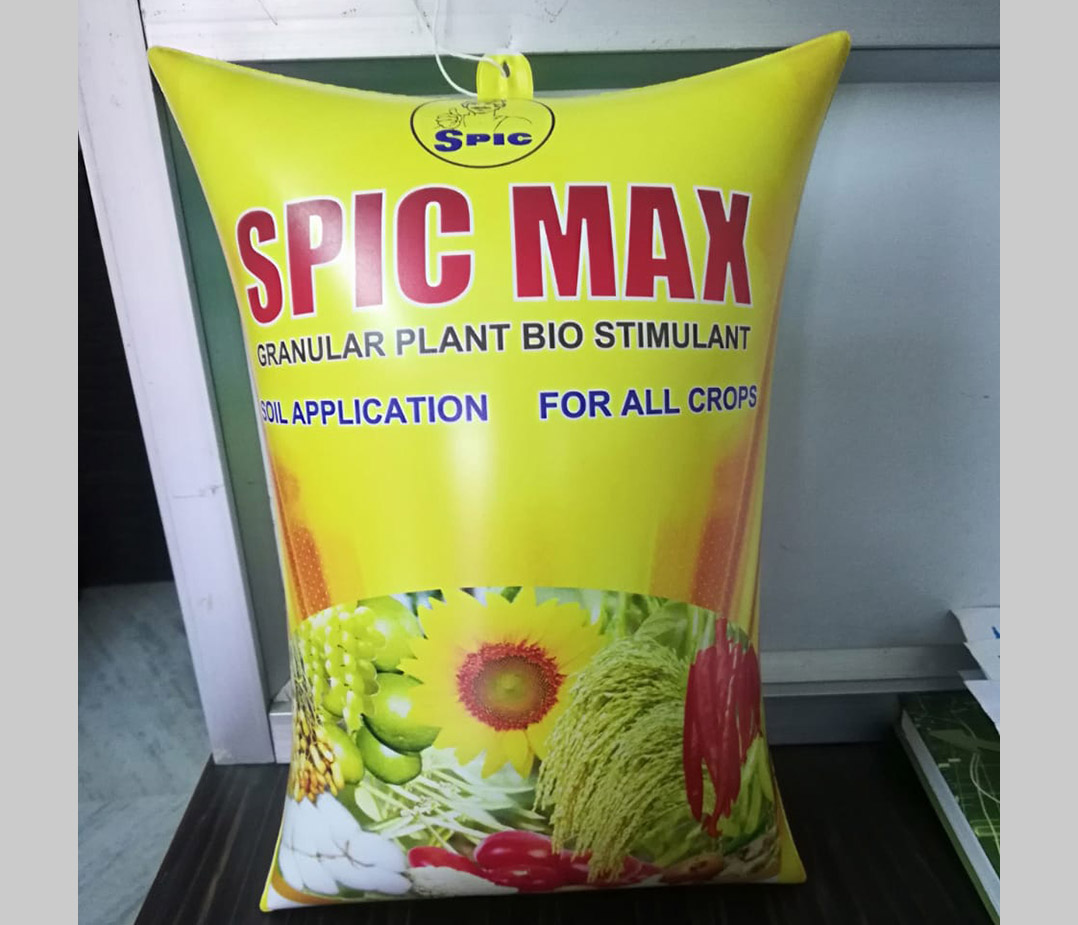 SPIC
SPIC MAX
GRANULAR PLANT BIO STIMULANT
SOIL APPLICATION FOR ALL CROPS